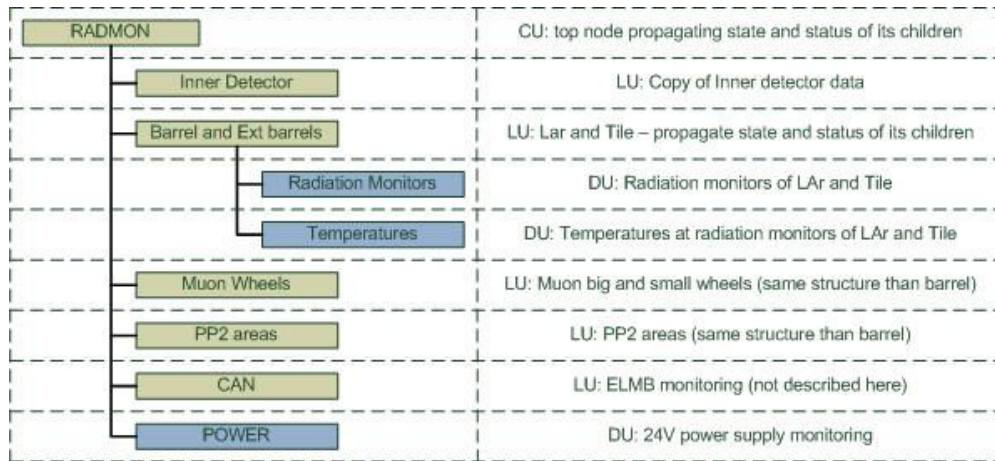 RADMON
CU: top node propagating state and status of its children
Inner Detector
LU: Copy of Inner detector data
Barrel and Ext barrels
LU: Lar and Tile – propagate state and status of its children
Radiation Monitors
DU: Radiation monitors of LAr and Tile
Temperatures
DU: Temperatures at radiation monitors of LAr and Tile
Muon Wheels
LU: Muon big and small wheels (same structure than barrel)
PP2 areas
LU: PP2 areas (same structure than barrel)
CAN
LU: ELMB monitoring (not described here)
POWER
DU: 24V power supply monitoring